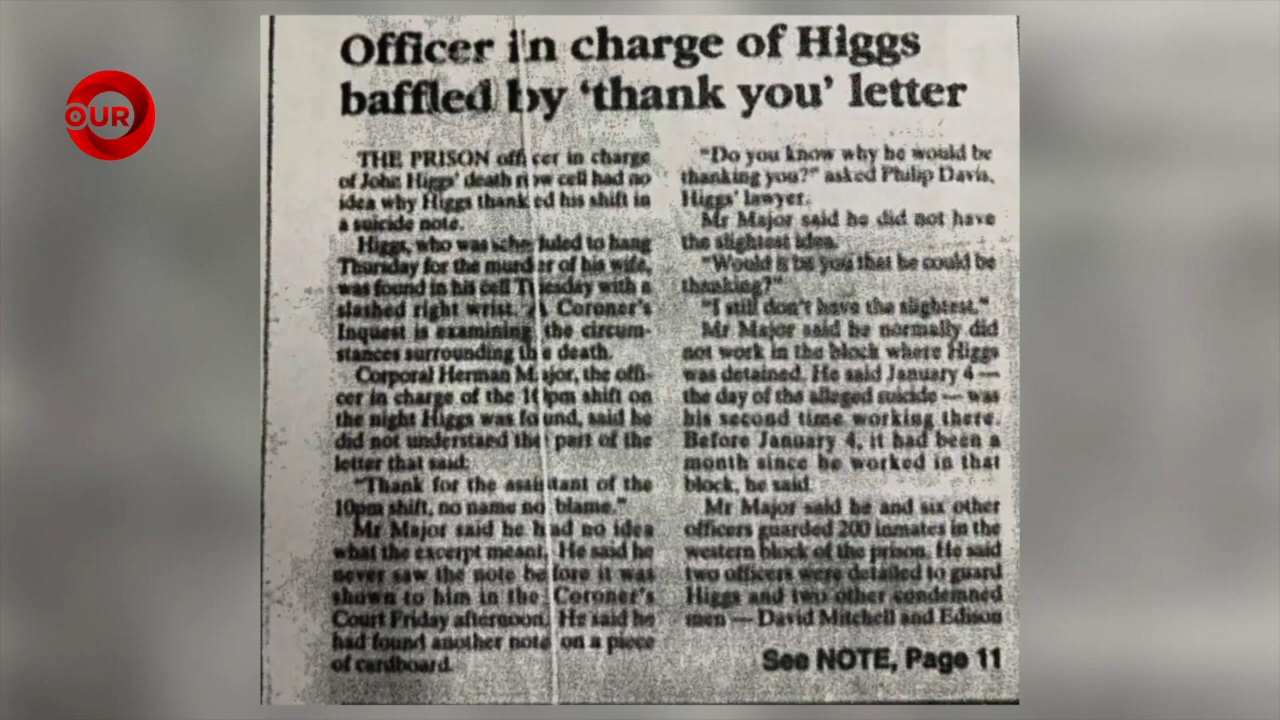 OUR
Officer in charge of Higgs
baffled by ‘thank you’ letter
THE PRISON officer in charge
of John Higgs' death row cell had no
idea why Higgs thanked his shift in
a suicide note.
Higgs, who was scheduled to hang
Thursday for the murder of his wife,
was found in his cell Tuesday with a
slashed right wrist. A Coroner's
Inquest is examining the circum-
stances surrounding the death.
Corporal Herman Major, the offi-
cer in charge of the 10pm shift on
the night Higgs was found, said he
did not understand the part of the
letter that said:
"Thank for the assistant of the
10pm shift, no name no blame."
Mr Major said he had no idea
what the excerpt meant. He said he
never saw the note before it was
shown to him in the Coroner's
Court Friday afternoon. He said he
had found another note on a piece
of cardboard.
"Do you know why he would be
thanking you?" asked Philip Davis,
Higgs' lawyer.
Mr Major said he did not have
the slightest idea.
"Would it be you that he could be
thanking?"
"I still don't have the slightest."
Mr Major said he normally did
not work in the block where Higgs
was detained. He said January 4 —
the day of the alleged suicide — was
his second time working there.
Before January 4, it had been a
month since he worked in that
block, he said.
Mr Major said he and six other
officers guarded 200 inmates in the
western block of the prison. He said
two officers were detailed to guard
Higgs and two other condemned
men — David Mitchell and Edison
See NOTE, Page 11